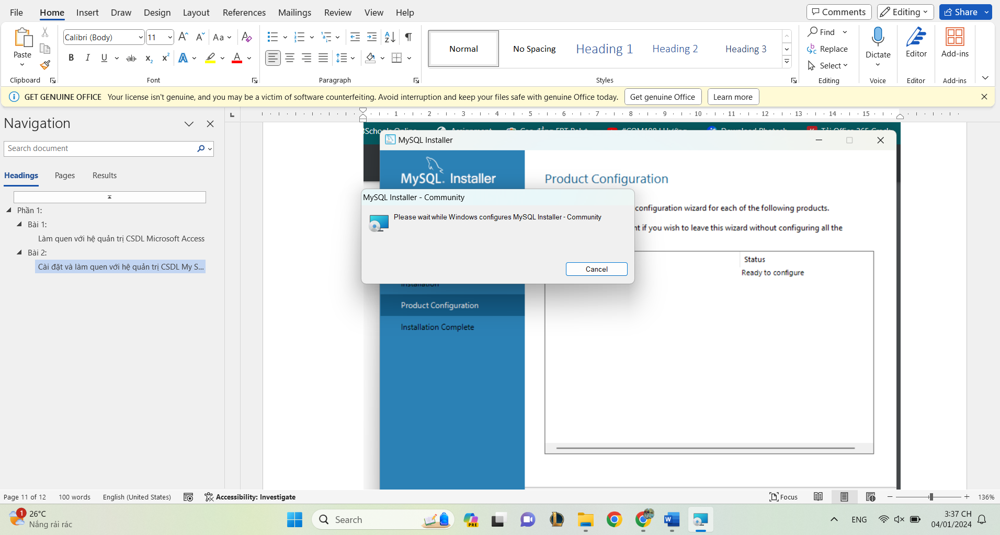 File Home Insert Draw Design Layout References Mailings Review View Help
Comments Editing Share
Calibri (Body) 11 Aa
Paste
B I U ab x₂ x² A A
Normal No Spacing Heading 1 Heading 2 Heading 3
Find
Replace
Select
Dictate
Editor
Add-ins
Clipboard Font Paragraph Styles Editing Voice Editor Add-ins
GET GENUINE OFFICE Your license isn't genuine, and you may be a victim of software counterfeiting. Avoid interruption and keep your files safe with genuine Office today. Get genuine Office Learn more
1 2 3 4 5 6 7 8 9 10 11 12 13 14 15
Navigation
Search document
Headings Pages Results
Phần 1:
Bài 1:
Làm quen với hệ quản trị CSDL Microsoft Access
Bài 2:
Cài đặt và làm quen với hệ quản trị CSDL My S...
MySQL Installer
MySQL. Installer
Product Configuration
MySQL Installer - Community
Please wait while Windows configures MySQL Installer - Community
Cancel
configuration wizard for each of the following products.
if you wish to leave this wizard without configuring all the
Status
Ready to configure
Installation
Product Configuration
Installation Complete
Page 11 of 12 100 words English (United States) Accessibility: Investigate
Focus 136%
1
26°C
Nắng rải rác
Search
PRE
ENG
3:37 CH
04/01/2024